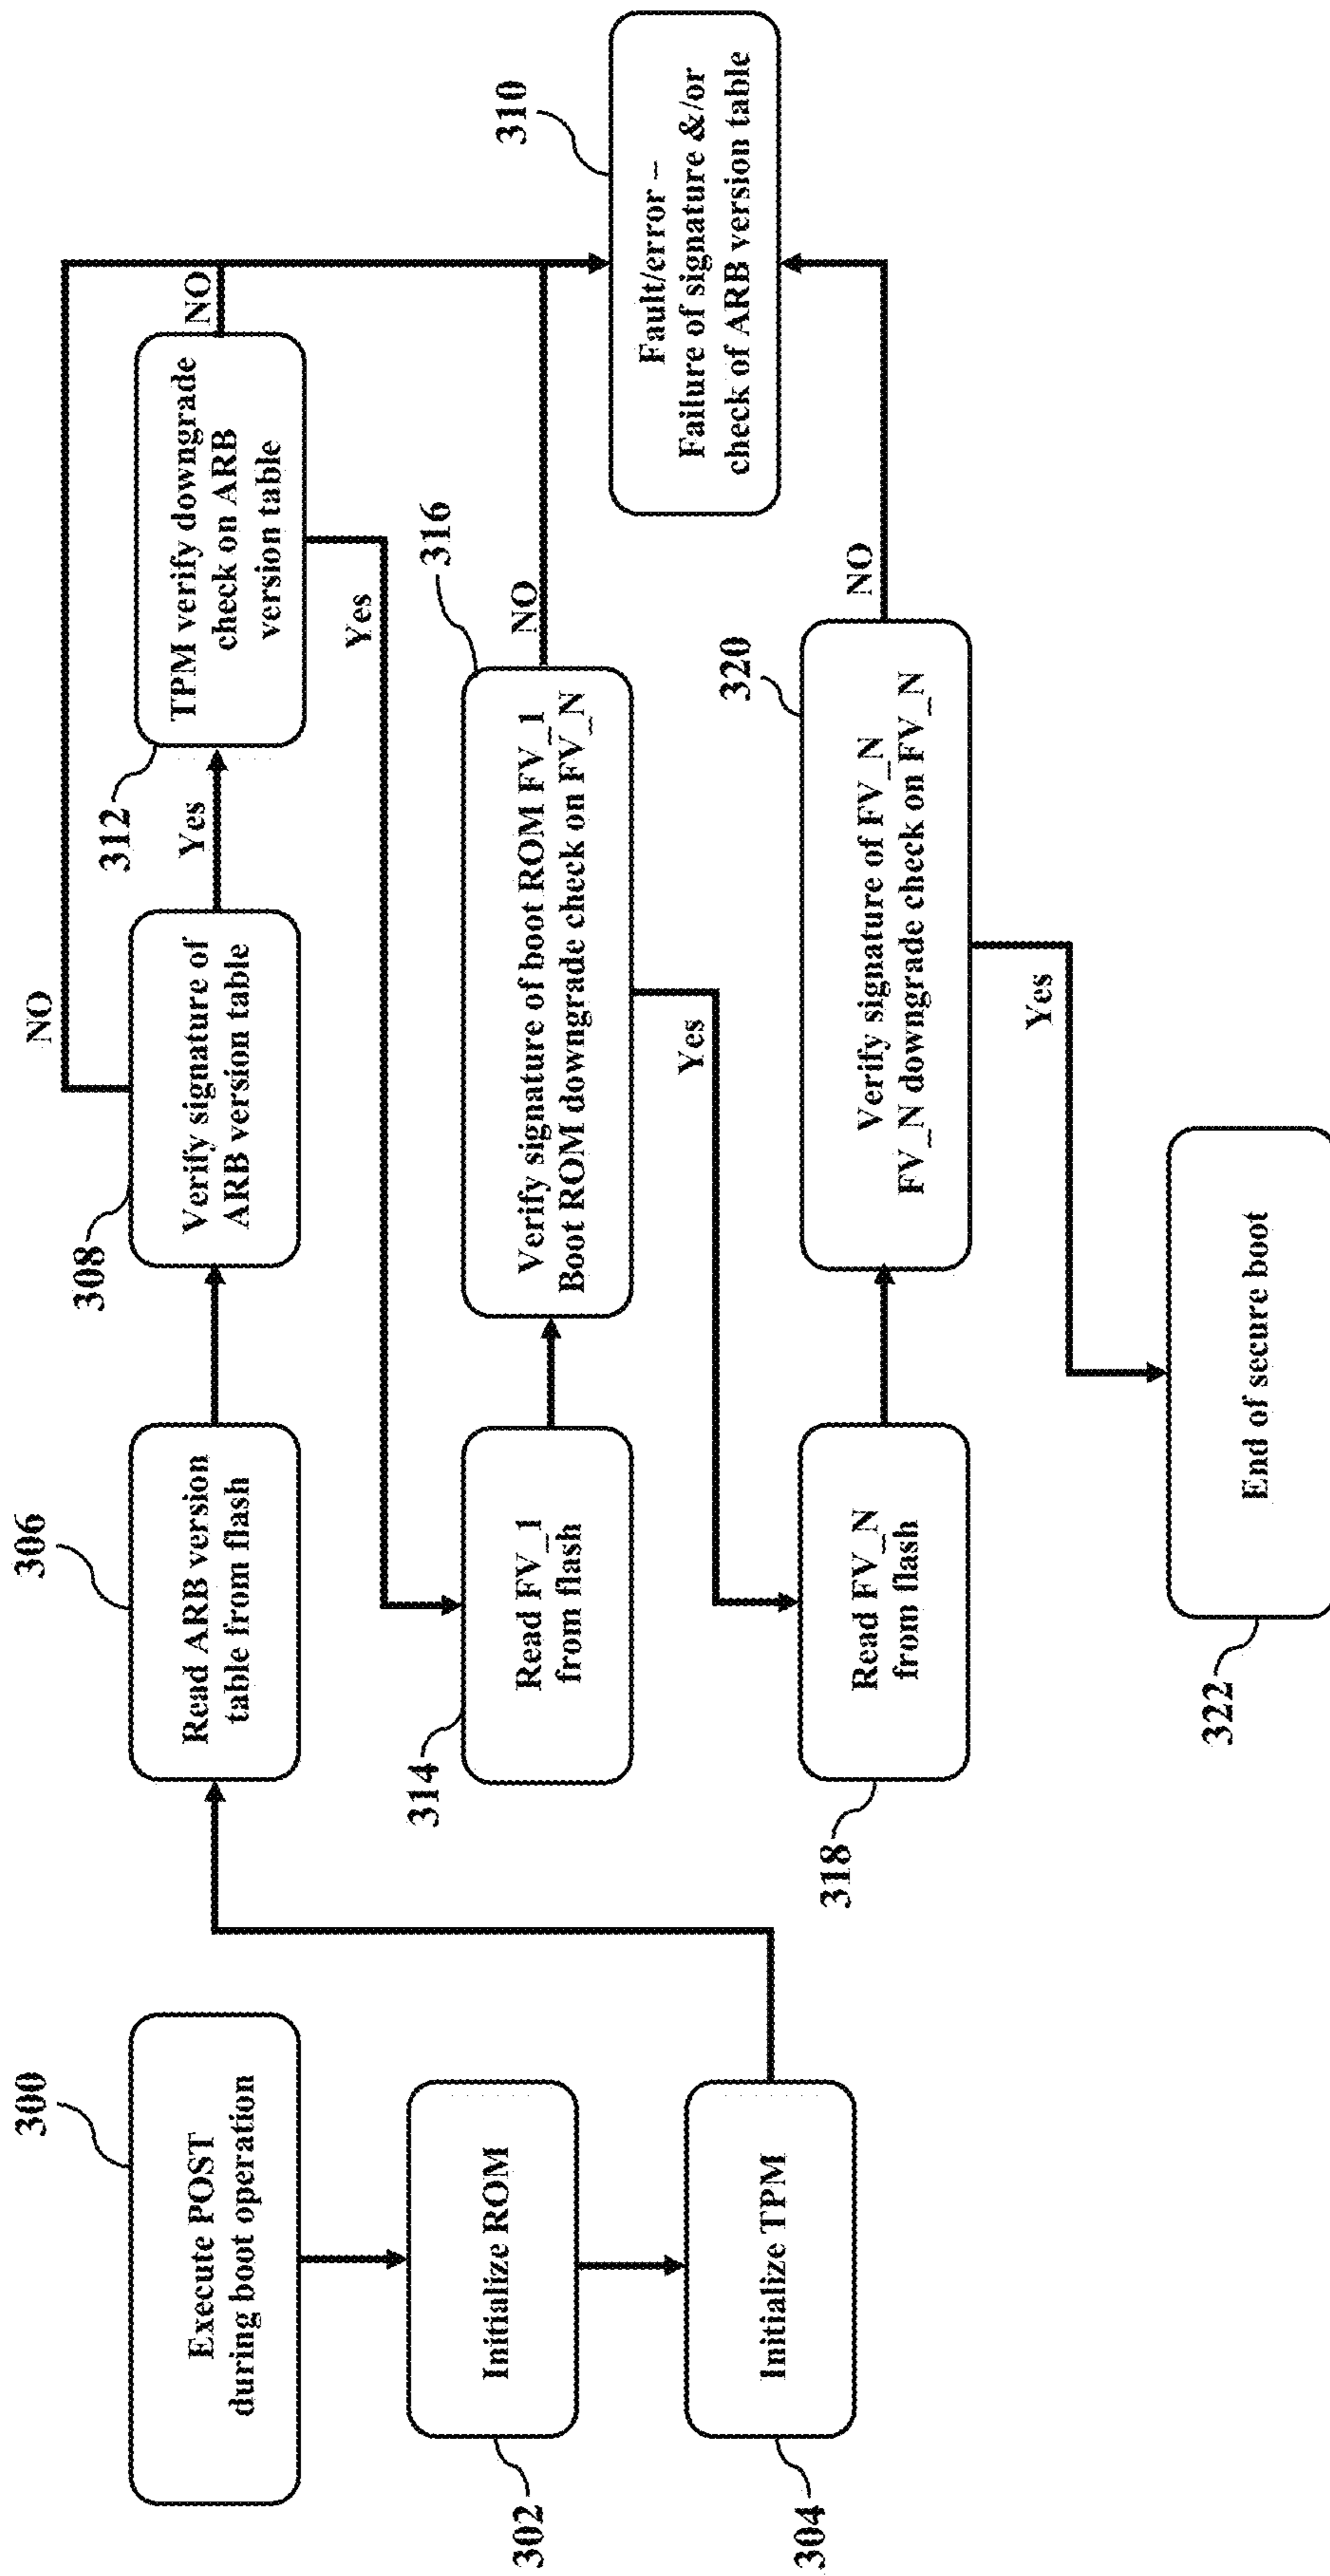 300
Execute POST
during boot operation
302
Initialize ROM
304
Initialize TPM
306
Read ARB version
table from flash
308
Verify signature of
ARB version table
NO
Yes
312
TPM verify downgrade
check on ARB
version table
NO
Yes
310
Fault/error –
Failure of signature &/or
check of ARB version table
314
Read FV_1
from flash
316
Verify signature of boot ROM FV_1
Boot ROM downgrade check on FV_N
NO
Yes
318
Read FV_N
from flash
320
Verify signature of FV_N
FV_N downgrade check on FV_N
NO
Yes
322
End of secure boot